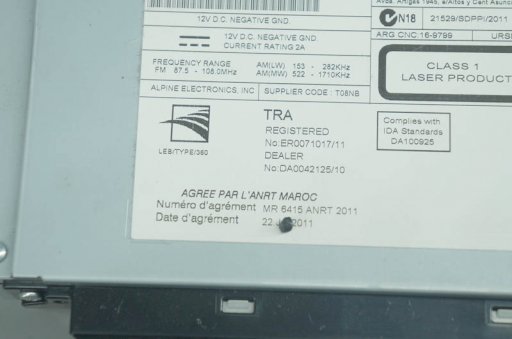 12V D.C. NEGATIVE GND.
12V D.C. NEGATIVE GND.
CURRENT RATING 2A
FREQUENCY RANGE AM(LW) 153 - 282KHz
FM 87.5 - 108.0MHz AM(MW) 522 - 1710KHz
ALPINE ELECTRONICS, INC SUPPLIER CODE : T08NB
N18 21529/SDPPI/2011
ARG CNC.16-9799
CLASS 1
LASER PRODUCT
LEB/TYPE/360
TRA
REGISTERED
No:ER0071017/11
DEALER
No:DA0042125/10
Complies with
IDA Standards
DA100925
AGREE PAR L'ANRT MAROC
Numéro d'agrément MR 6415 ANRT 2011
Date d'agrément 22 2011